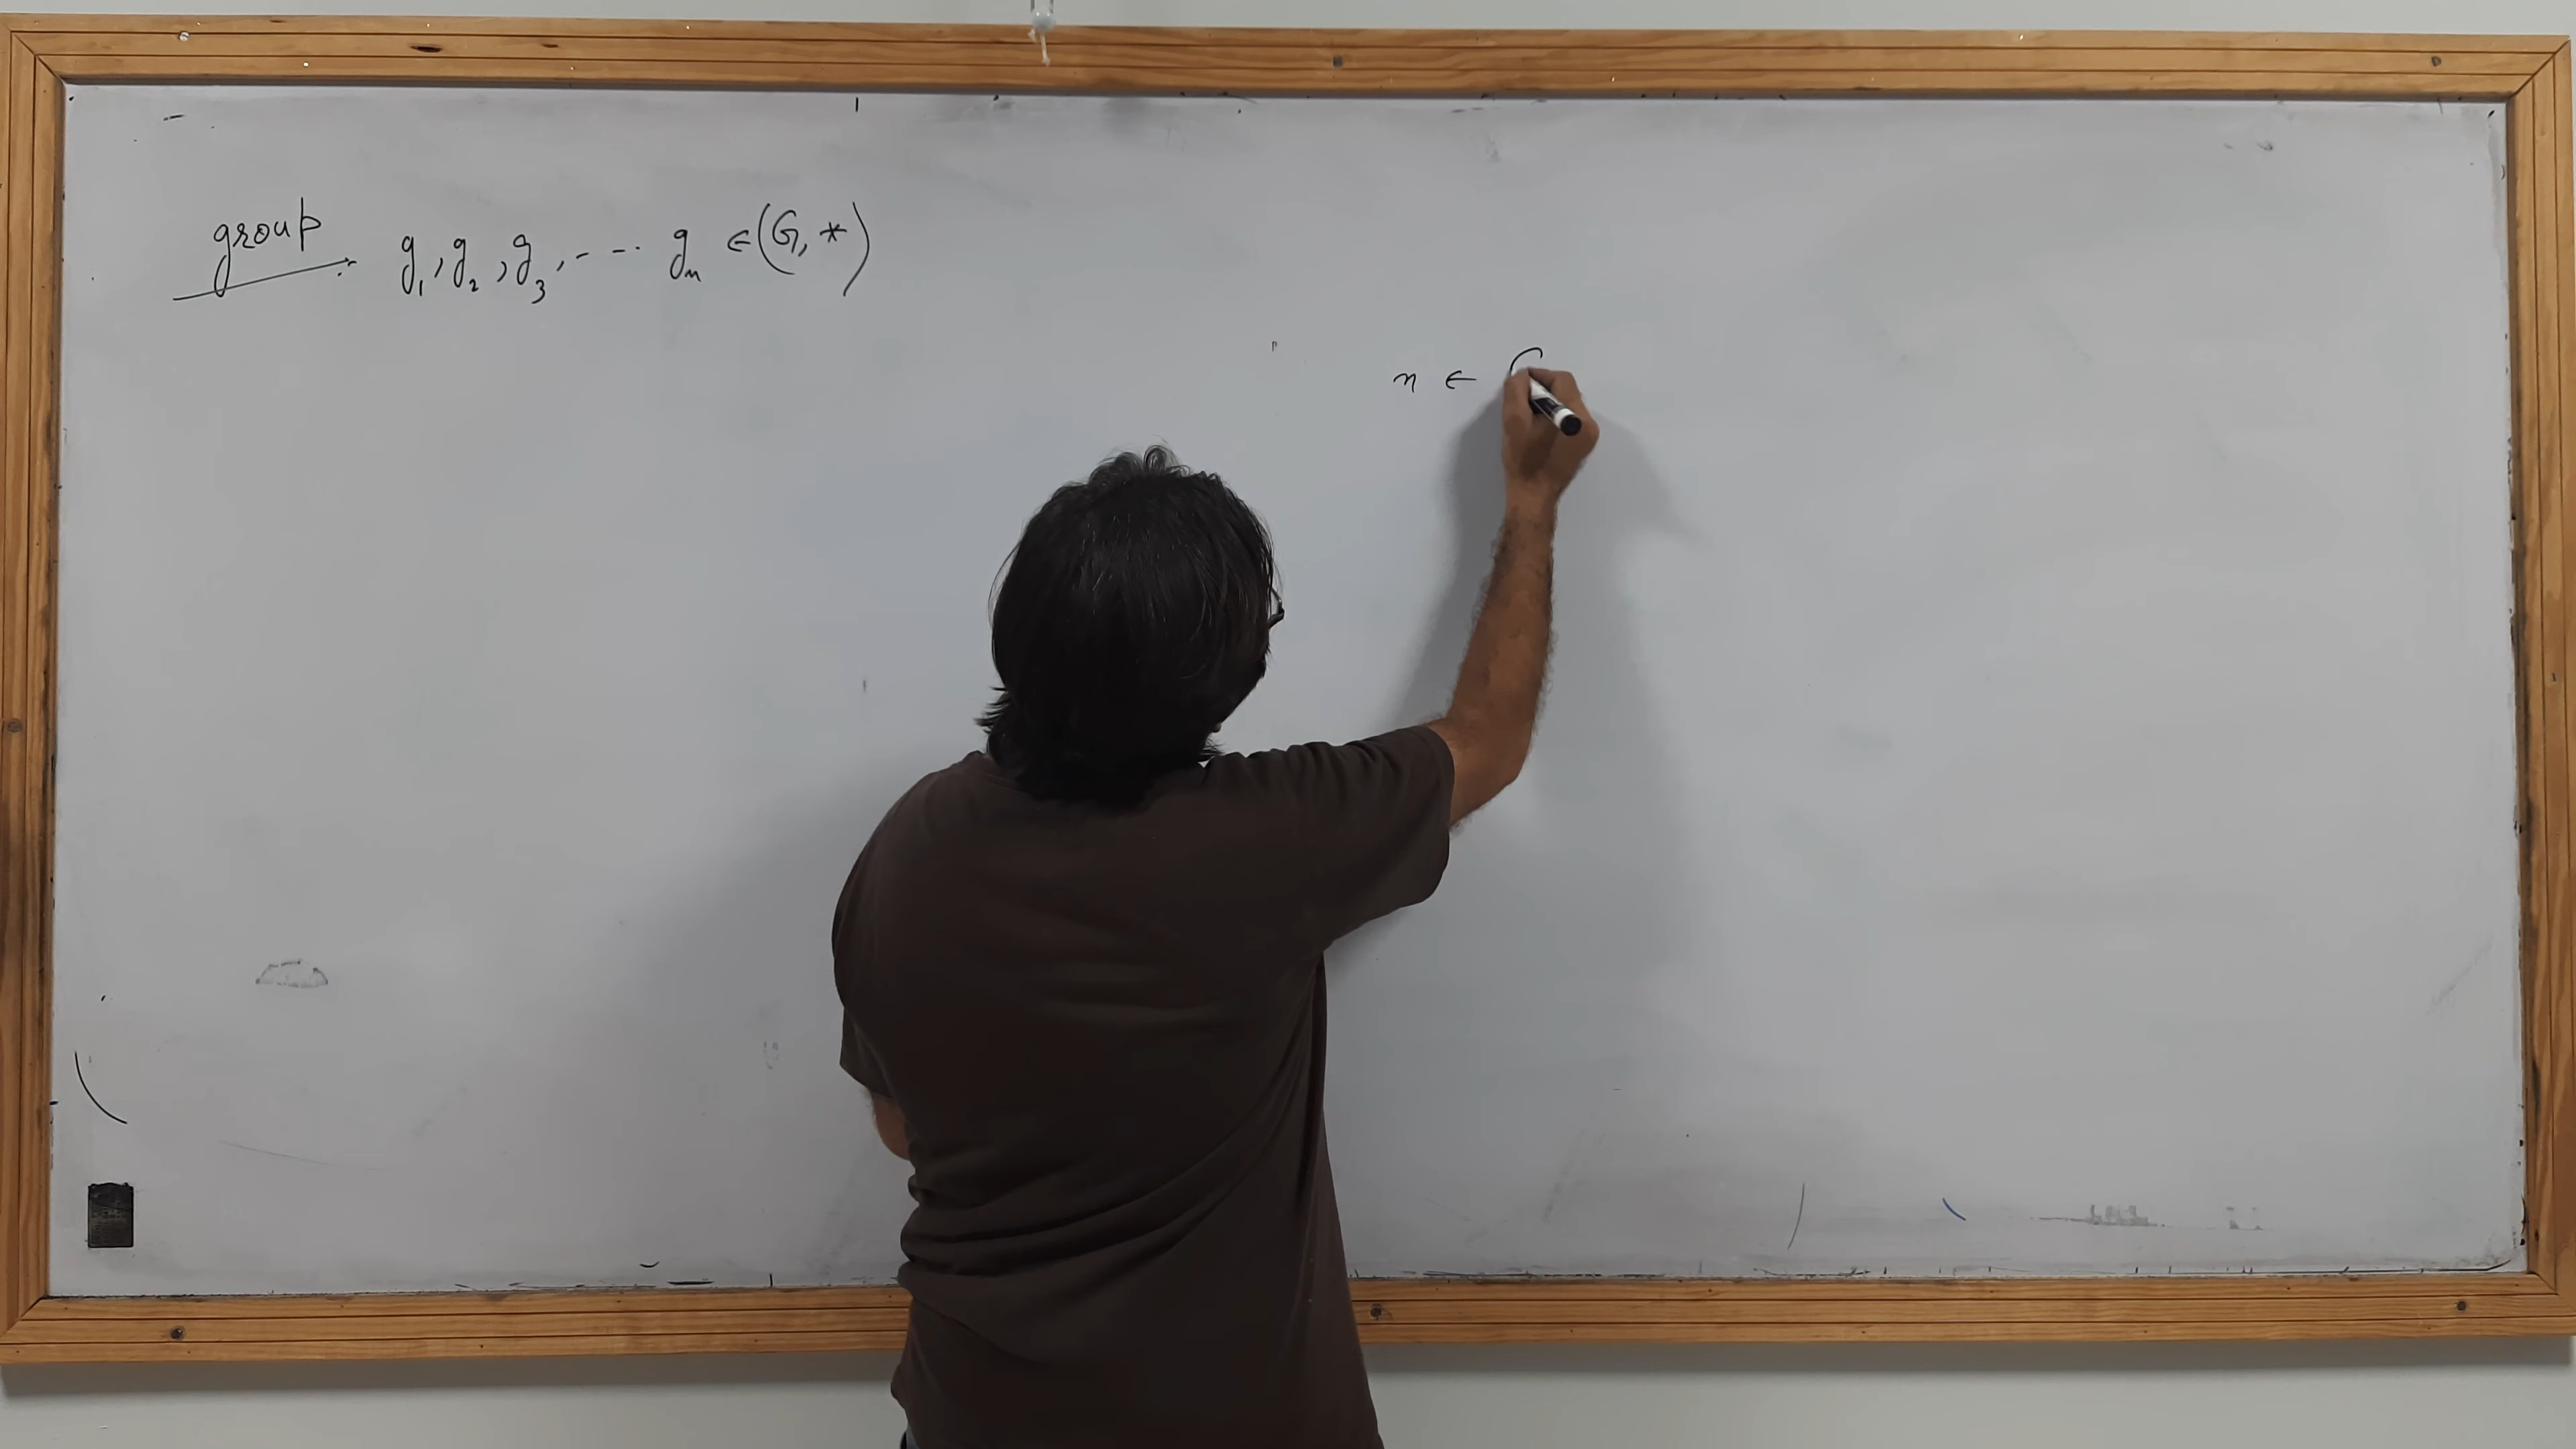 group g₁, g₂, g₃, ---- gₙ ∈ (G, *)
n ∈